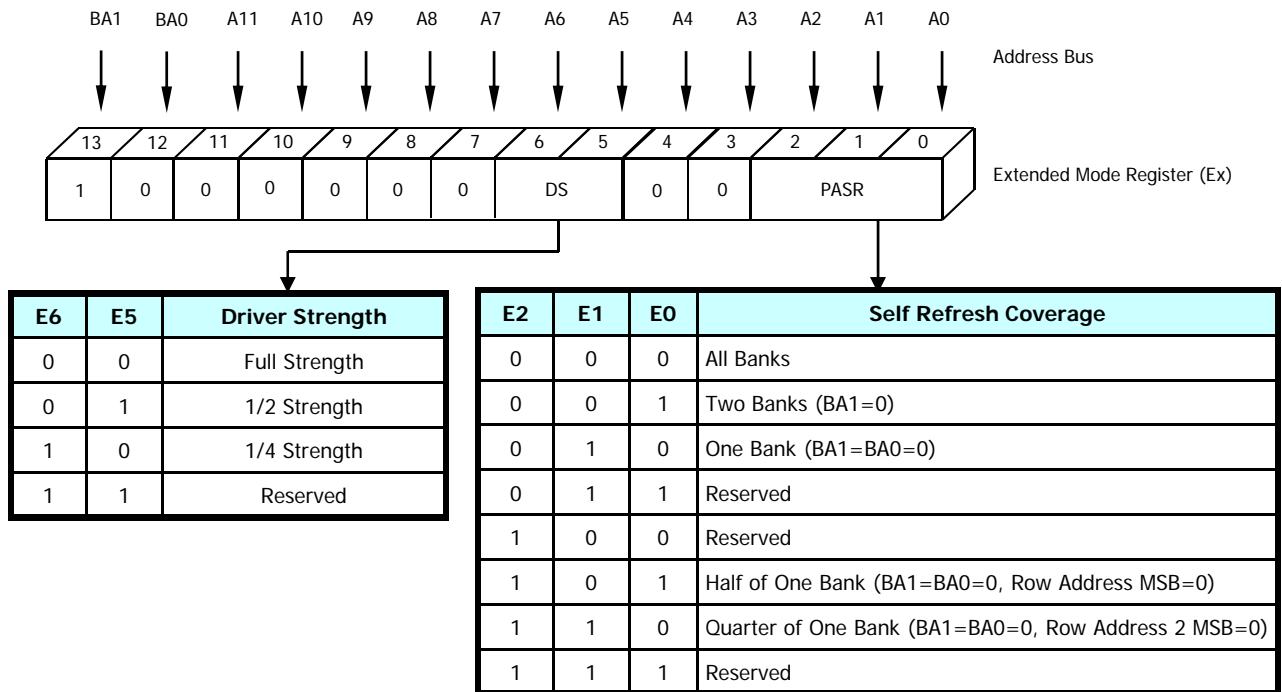 BA1 BA0 A11 A10 A9 A8 A7 A6 A5 A4 A3 A2 A1 A0
Address Bus
13 12 11 10 9 8 7 6 5 4 3 2 1 0
1 0 0 0 0 0 0 DS 0 0 PASR
Extended Mode Register (Ex)
E6 E5 Driver Strength
0 0 Full Strength
0 1 1/2 Strength
1 0 1/4 Strength
1 1 Reserved
E2 E1 E0 Self Refresh Coverage
0 0 0 All Banks
0 0 1 Two Banks (BA1=0)
0 1 0 One Bank (BA1=BA0=0)
0 1 1 Reserved
1 0 0 Reserved
1 0 1 Half of One Bank (BA1=BA0=0, Row Address MSB=0)
1 1 0 Quarter of One Bank (BA1=BA0=0, Row Address 2 MSB=0)
1 1 1 Reserved